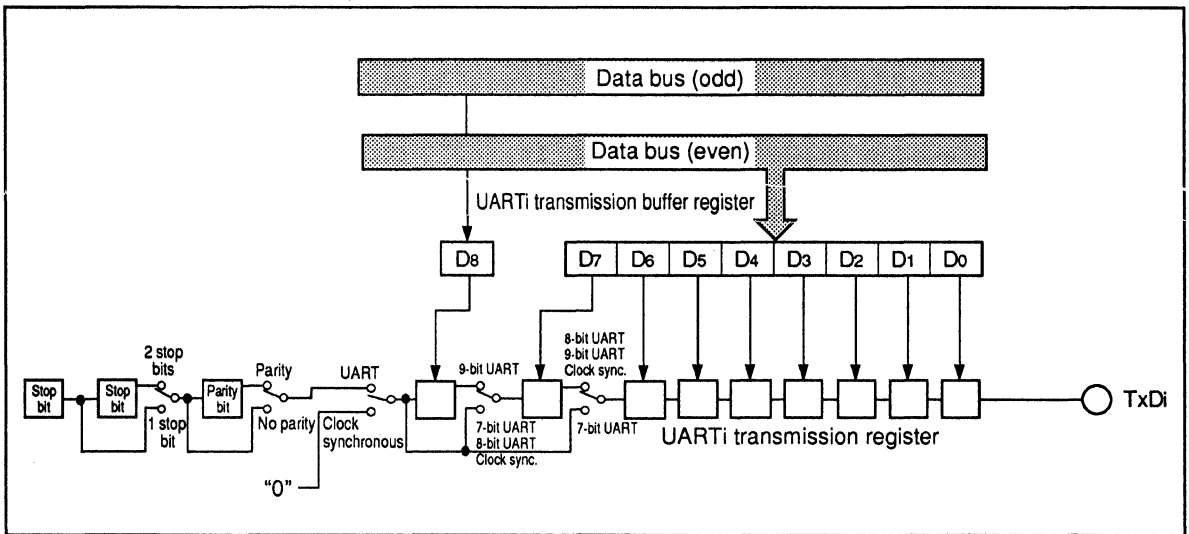 Data bus (odd)
Data bus (even)
UARTi transmission buffer register
D8
D7 D6 D5 D4 D3 D2 D1 D0
8-bit UART
9-bit UART
Clock sync.
2 stop
bits
Parity
UART
9-bit UART
Stop
bit
Stop
bit
Parity
bit
TxDi
1 stop
bit
No parity
Clock
synchronous
7-bit UART
8-bit UART
Clock sync.
7-bit UART
UARTi transmission register
“0”